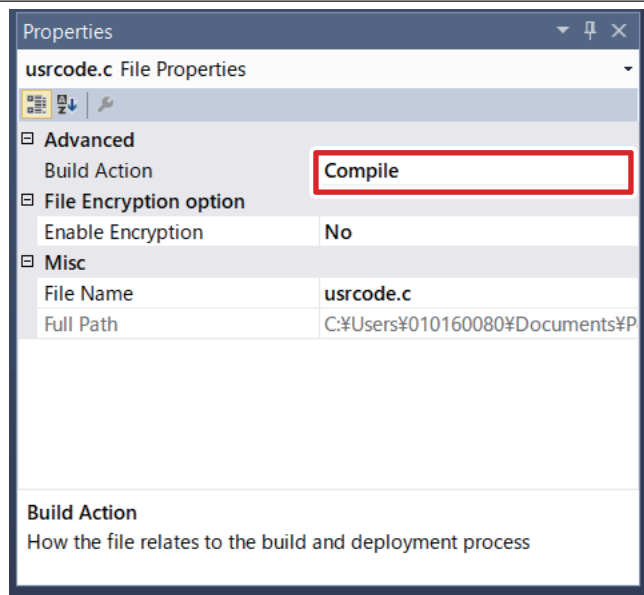 Properties
usrcode.c File Properties
Advanced
Build Action Compile
File Encryption option
Enable Encryption No
Misc
File Name usrcode.c
Full Path C:¥Users¥010160080¥Documents¥P
Build Action
How the file relates to the build and deployment process